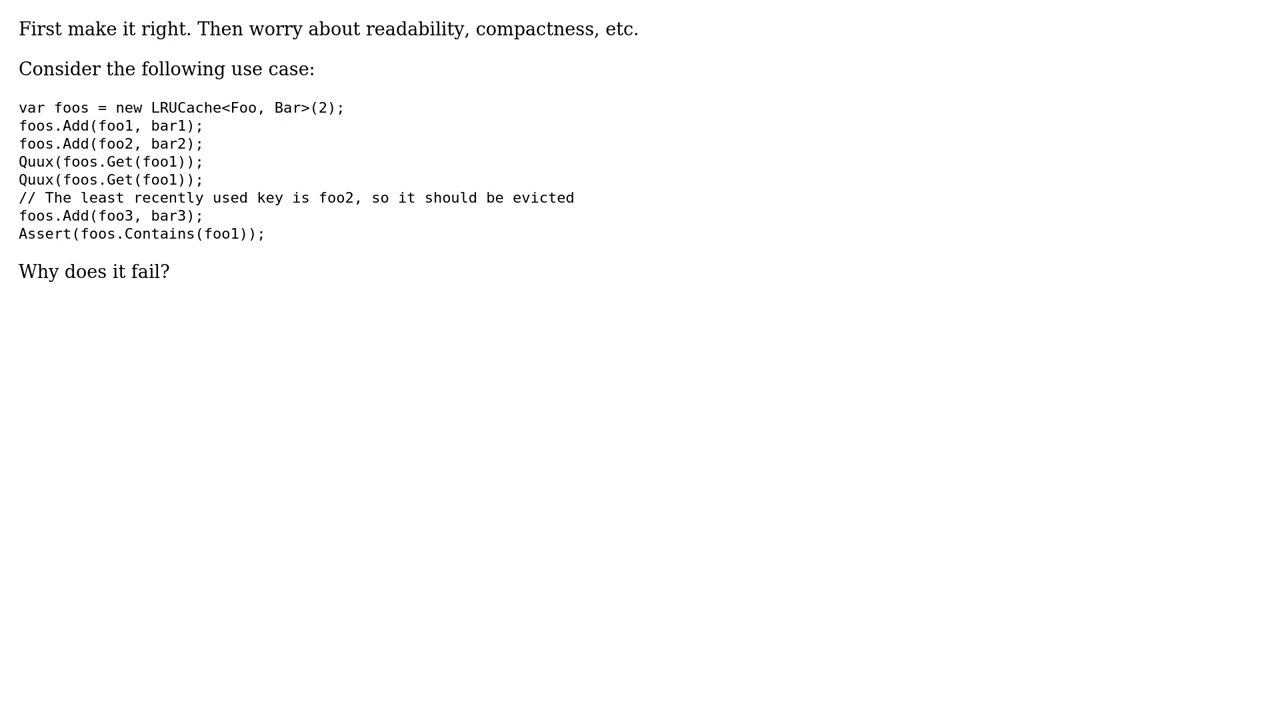 First make it right. Then worry about readability, compactness, etc.
Consider the following use case:
var foos = new LRUCache<Foo, Bar>(2);
foos.Add(foo1, bar1);
foos.Add(foo2, bar2);
Quux(foos.Get(foo1));
Quux(foos.Get(foo1));
// The least recently used key is foo2, so it should be evicted
foos.Add(foo3, bar3);
Assert(foos.Contains(foo1));
Why does it fail?